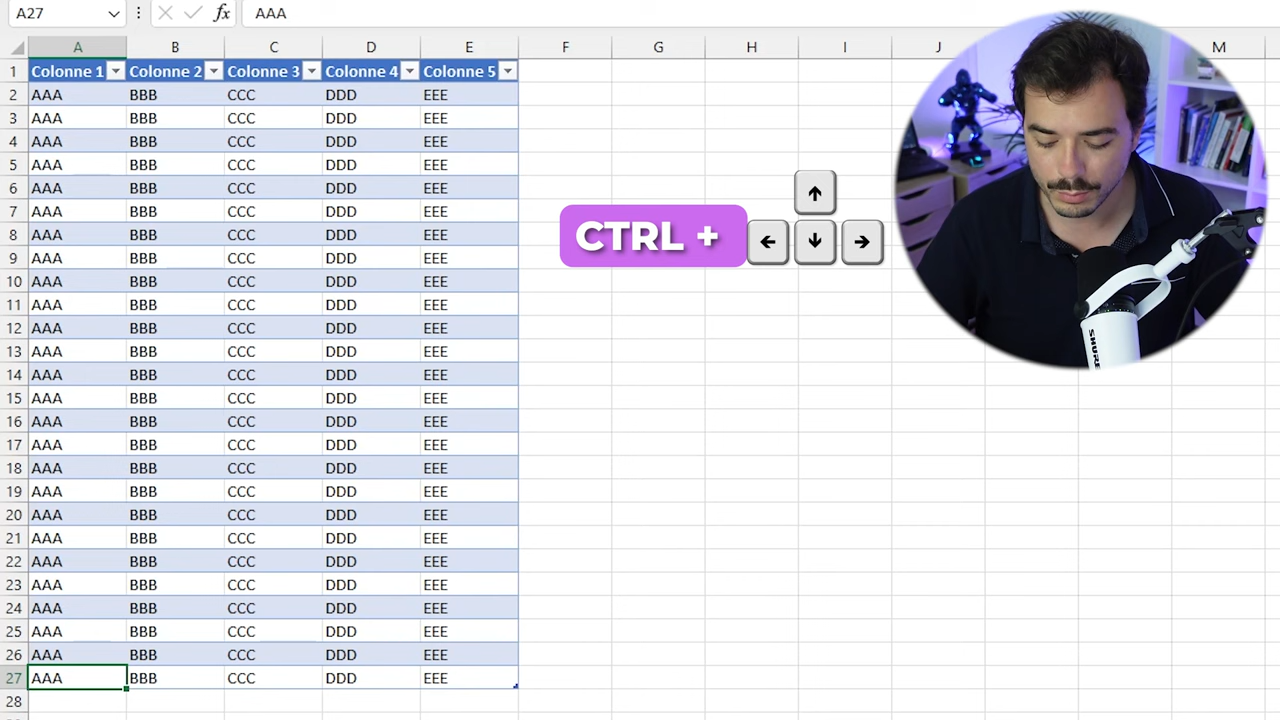 A27 fx AAA
A B C D E F G H I J M
1 Colonne 1 Colonne 2 Colonne 3 Colonne 4 Colonne 5
2 AAA BBB CCC DDD EEE
3 AAA BBB CCC DDD EEE
4 AAA BBB CCC DDD EEE
5 AAA BBB CCC DDD EEE
6 AAA BBB CCC DDD EEE
7 AAA BBB CCC DDD EEE
8 AAA BBB CCC DDD EEE
9 AAA BBB CCC DDD EEE
10 AAA BBB CCC DDD EEE
11 AAA BBB CCC DDD EEE
12 AAA BBB CCC DDD EEE
13 AAA BBB CCC DDD EEE
14 AAA BBB CCC DDD EEE
15 AAA BBB CCC DDD EEE
16 AAA BBB CCC DDD EEE
17 AAA BBB CCC DDD EEE
18 AAA BBB CCC DDD EEE
19 AAA BBB CCC DDD EEE
20 AAA BBB CCC DDD EEE
21 AAA BBB CCC DDD EEE
22 AAA BBB CCC DDD EEE
23 AAA BBB CCC DDD EEE
24 AAA BBB CCC DDD EEE
25 AAA BBB CCC DDD EEE
26 AAA BBB CCC DDD EEE
27 AAA BBB CCC DDD EEE
28
CTRL +
↑
← ↓ →
SHURE